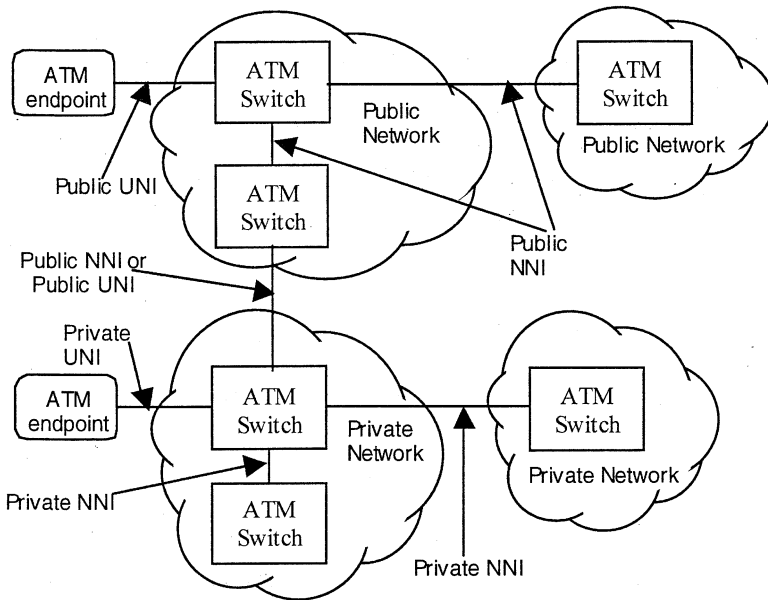 ATM
endpoint
ATM
Switch
Public
Network
ATM
Switch
Public Network
Public UNI
ATM
Switch
Public
NNI
Public NNI or
Public UNI
Private
UNI
ATM
endpoint
ATM
Switch
Private
Network
ATM
Switch
Private Network
Private NNI
ATM
Switch
Private NNI